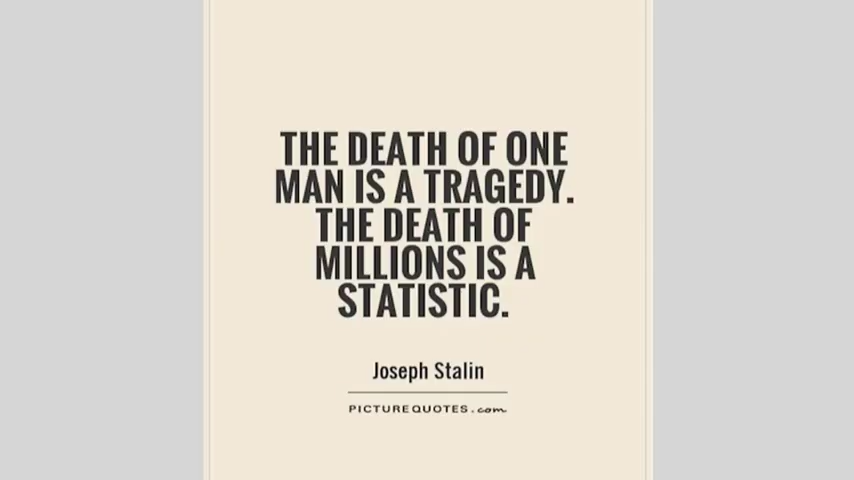 THE DEATH OF ONE
MAN IS A TRAGEDY.
THE DEATH OF
MILLIONS IS A
STATISTIC.
Joseph Stalin
PICTUREQUOTES.com